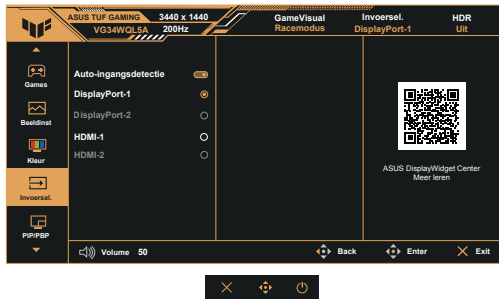 ASUS TUF GAMING 3440 x 1440
VG34WQL5A 200Hz
GameVisual
Racemodus
Invoersel.
DisplayPort-1
HDR
Uit
Games
Beeldinst
Kleur
Invoersel.
PIP/PBP
Auto-ingangsdetectie
DisplayPort-1
DisplayPort-2
HDMI-1
HDMI-2
ASUS DisplayWidget Center
Meer leren
Volume 50
Back
Enter
Exit